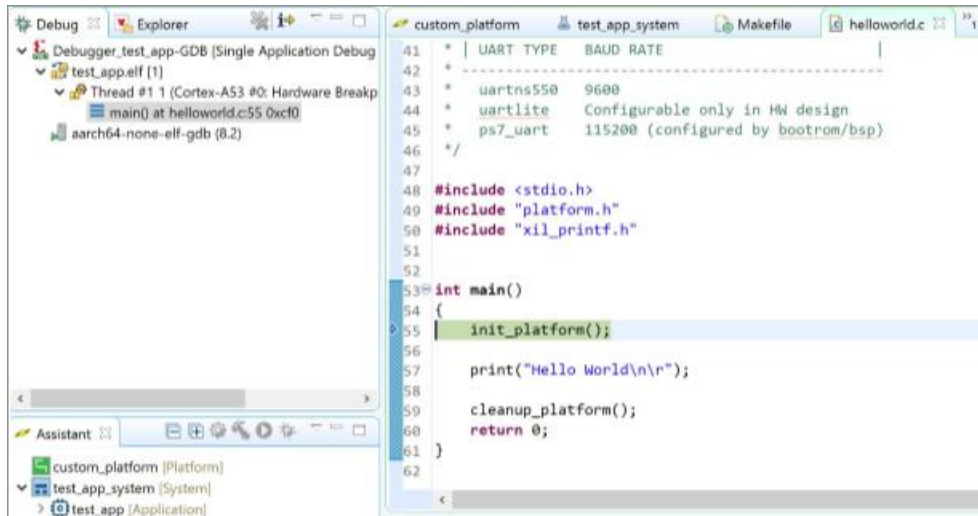 Debug
Explorer
Debugger_test_app-GDB [Single Application Debug
test_app.elf [1]
Thread #1 1 (Cortex-A53 #0: Hardware Breakp
main() at helloworld.c:55 0xcf0
aarch64-none-elf-gdb (8.2)
Assistant
custom_platform [Platform]
test_app_system [System]
test_app [Application]
custom_platform
test_app_system
Makefile
helloworld.c
»1
41 * | UART TYPE BAUD RATE |
42 * ------------------------------------------------
43 * uartns550 9600
44 * uartlite Configurable only in HW design
45 * ps7_uart 115200 (configured by bootrom/bsp)
46 */
47
48 #include <stdio.h>
49 #include "platform.h"
50 #include "xil_printf.h"
51
52
53 int main()
54 {
55 init_platform();
56
57 print("Hello World\n\r");
58
59 cleanup_platform();
60 return 0;
61 }
62